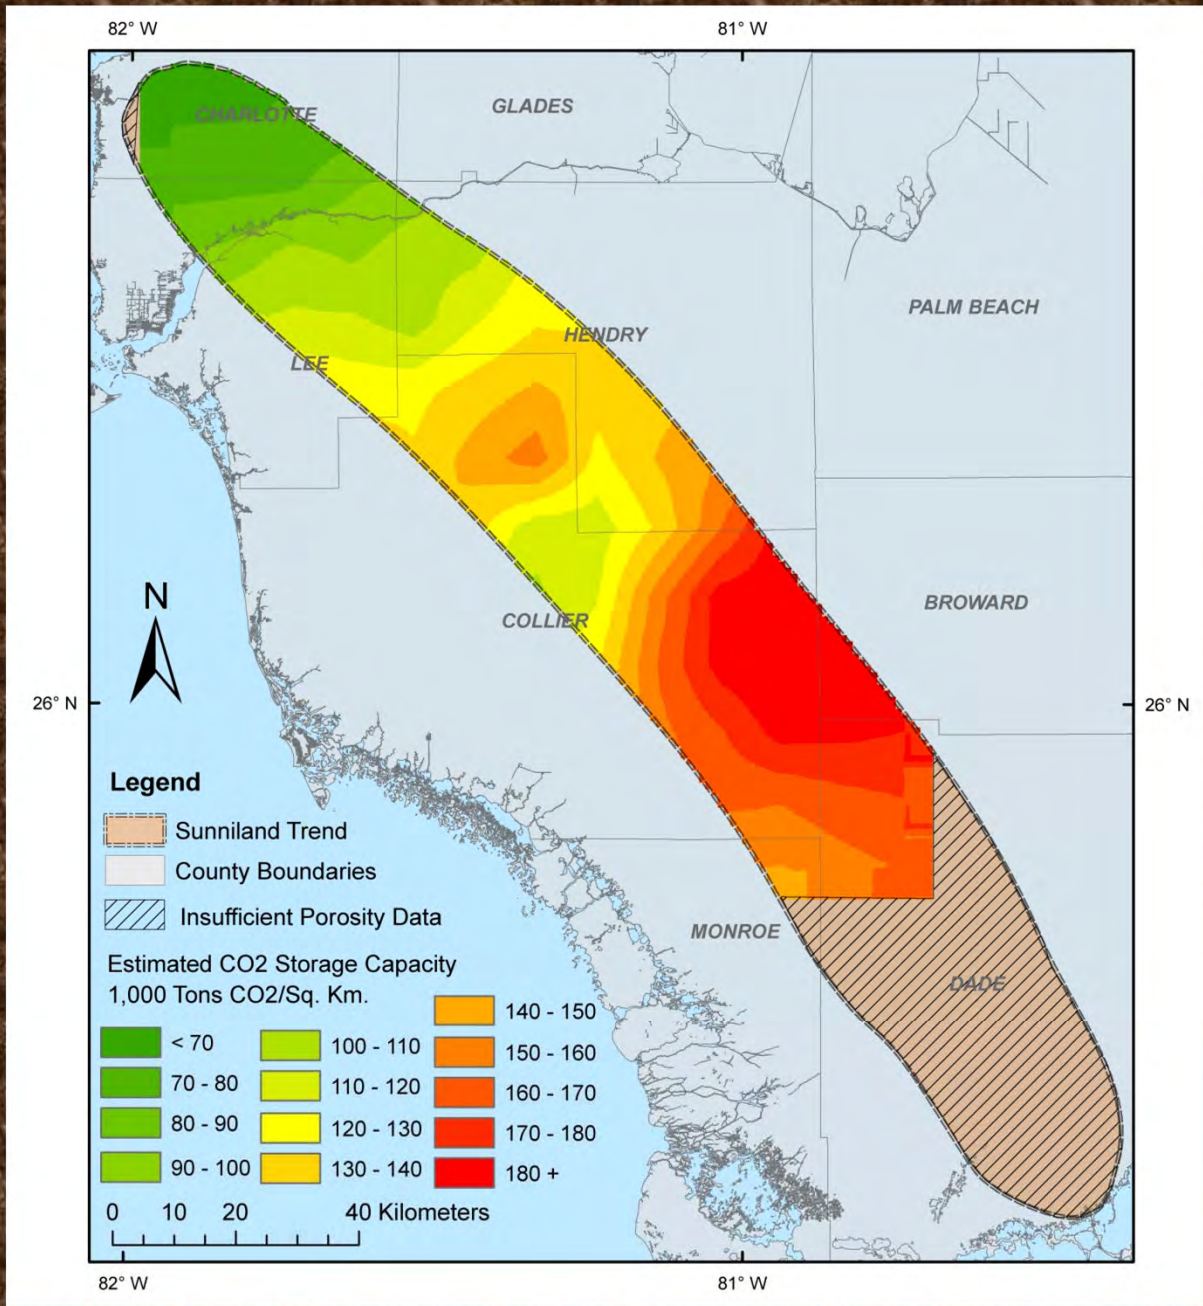 82° W 81° W
CHARLOTTE
GLADES
PALM BEACH
HENDRY
LEE
BROWARD
COLLIER
N
26° N 26° N
MONROE
DADE
Legend
Sunniland Trend
County Boundaries
Insufficient Porosity Data
Estimated CO2 Storage Capacity
1,000 Tons CO2/Sq. Km.
< 70
70 - 80
80 - 90
90 - 100
100 - 110
110 - 120
120 - 130
130 - 140
140 - 150
150 - 160
160 - 170
170 - 180
180 +
0 10 20 40 Kilometers
82° W 81° W